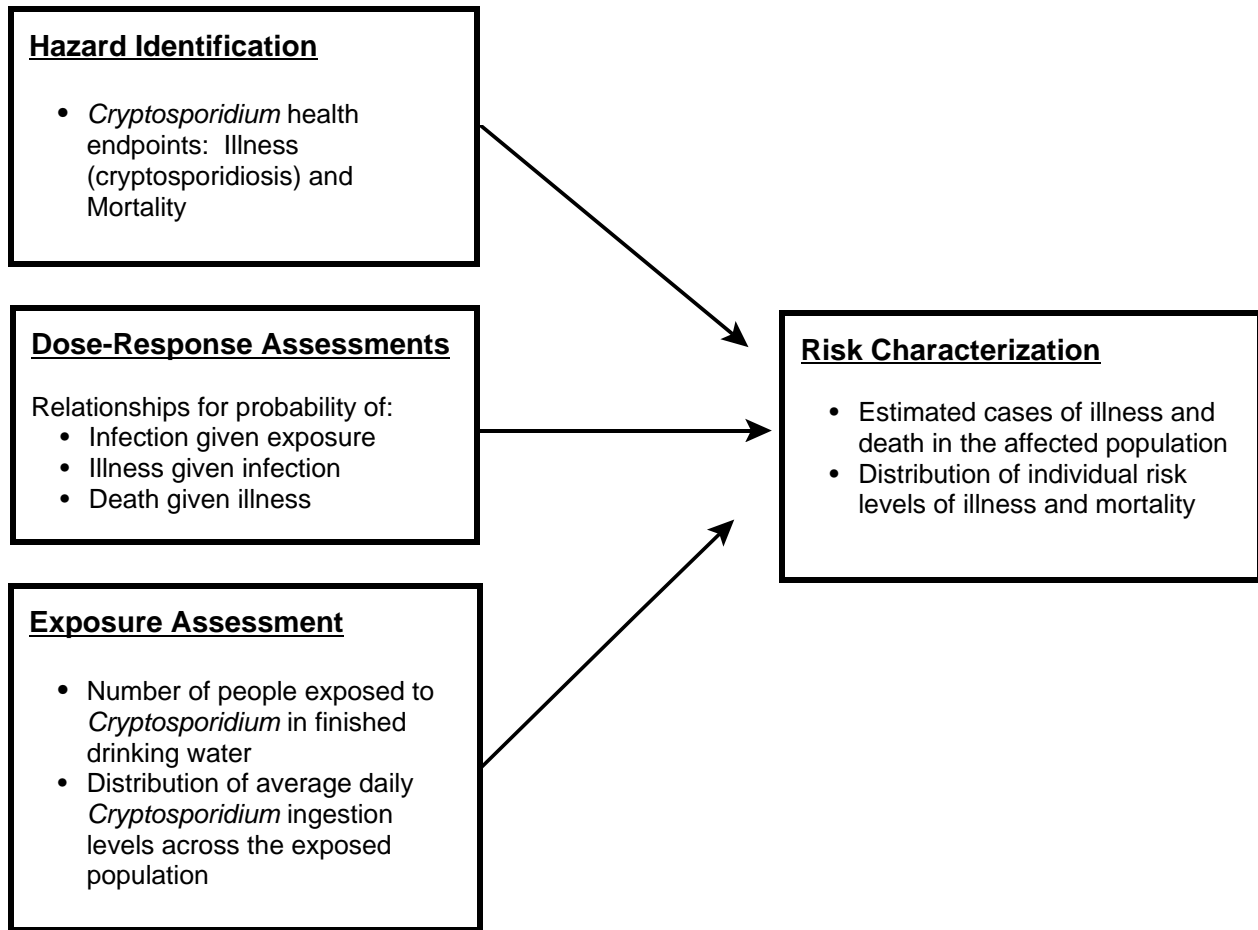 Hazard Identification
• Cryptosporidium health
endpoints: Illness
(cryptosporidiosis) and
Mortality
Dose-Response Assessments
Relationships for probability of:
• Infection given exposure
• Illness given infection
• Death given illness
Exposure Assessment
• Number of people exposed to
Cryptosporidium in finished
drinking water
• Distribution of average daily
Cryptosporidium ingestion
levels across the exposed
population
Risk Characterization
• Estimated cases of illness and
death in the affected population
• Distribution of individual risk
levels of illness and mortality